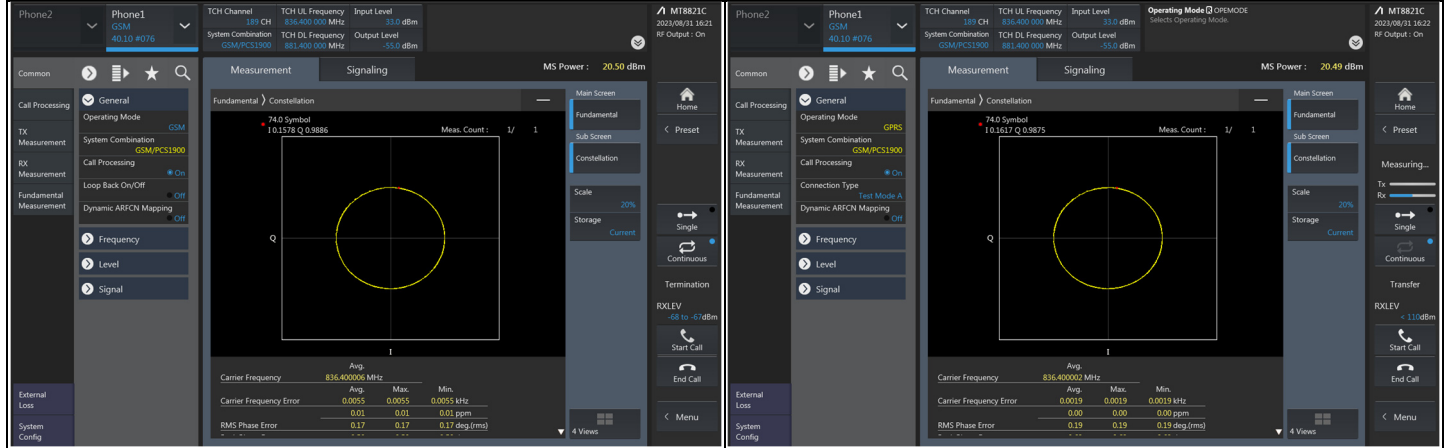 Phone2
Phone1
GSM
40.10 #076
TCH Channel
189 CH
TCH UL Frequency
836.400 000 MHz
Input Level
33.0 dBm
System Combination
GSM/PCS1900
TCH DL Frequency
881.400 000 MHz
Output Level
-55.0 dBm
MT8821C
2023/08/31 16:21
RF Output : On
Common
Call Processing
TX
Measurement
RX
Measurement
Fundamental
Measurement
External
Loss
System
Config
General
Operating Mode
GSM
System Combination
GSM/PCS1900
Call Processing
On
Loop Back On/Off
Off
Dynamic ARFCN Mapping
Off
Frequency
Level
Signal
Measurement
Signaling
MS Power : 20.50 dBm
Fundamental 〉 Constellation
74.0 Symbol
I 0.1578 Q 0.9886
Meas. Count : 1/ 1
Q
I
Avg.
Carrier Frequency 836.400006 MHz
Avg. Max. Min.
Carrier Frequency Error 0.0055 0.0055 0.0055 kHz
0.01 0.01 0.01 ppm
RMS Phase Error 0.17 0.17 0.17 deg.(rms)
Main Screen
Fundamental
Sub Screen
Constellation
Scale
20%
Storage
Current
4 Views
Home
Preset
Single
Continuous
Termination
RXLEV
-68 to -67dBm
Start Call
End Call
Menu
Phone2
Phone1
GSM
40.10 #076
TCH Channel
189 CH
TCH UL Frequency
836.400 000 MHz
Input Level
33.0 dBm
System Combination
GSM/PCS1900
TCH DL Frequency
881.400 000 MHz
Output Level
-55.0 dBm
Operating Mode OPEMODE
Selects Operating Mode.
MT8821C
2023/08/31 16:22
RF Output : On
Common
Call Processing
TX
Measurement
RX
Measurement
Fundamental
Measurement
External
Loss
System
Config
General
Operating Mode
GPRS
System Combination
GSM/PCS1900
Call Processing
On
Connection Type
Test Mode A
Dynamic ARFCN Mapping
Off
Frequency
Level
Signal
Measurement
Signaling
MS Power : 20.49 dBm
Fundamental 〉 Constellation
74.0 Symbol
I 0.1617 Q 0.9875
Meas. Count : 1/ 1
Q
I
Avg.
Carrier Frequency 836.400002 MHz
Avg. Max. Min.
Carrier Frequency Error 0.0019 0.0019 0.0019 kHz
0.00 0.00 0.00 ppm
RMS Phase Error 0.19 0.19 0.19 deg.(rms)
Main Screen
Fundamental
Sub Screen
Constellation
Scale
20%
Storage
Current
4 Views
Home
Preset
Measuring...
Tx
Rx
Single
Continuous
Transfer
RXLEV
< 110dBm
Start Call
End Call
Menu